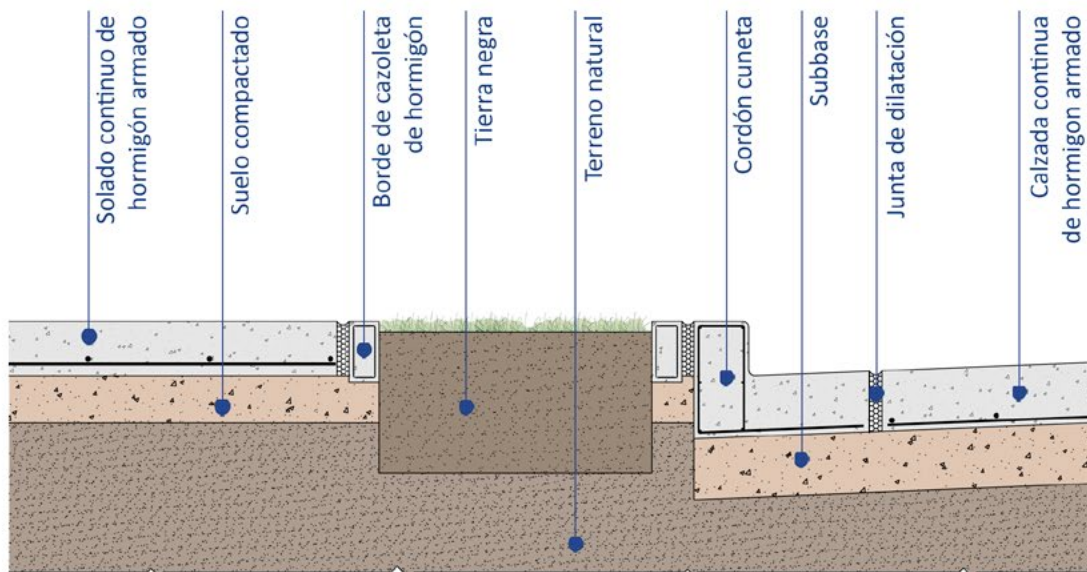 Solado continuo de
hormigón armado
Suelo compactado
Borde de cazoleta
de hormigón
Tierra negra
Terreno natural
Cordón cuneta
Subbase
Junta de dilatación
Calzada continua
de hormigon armado